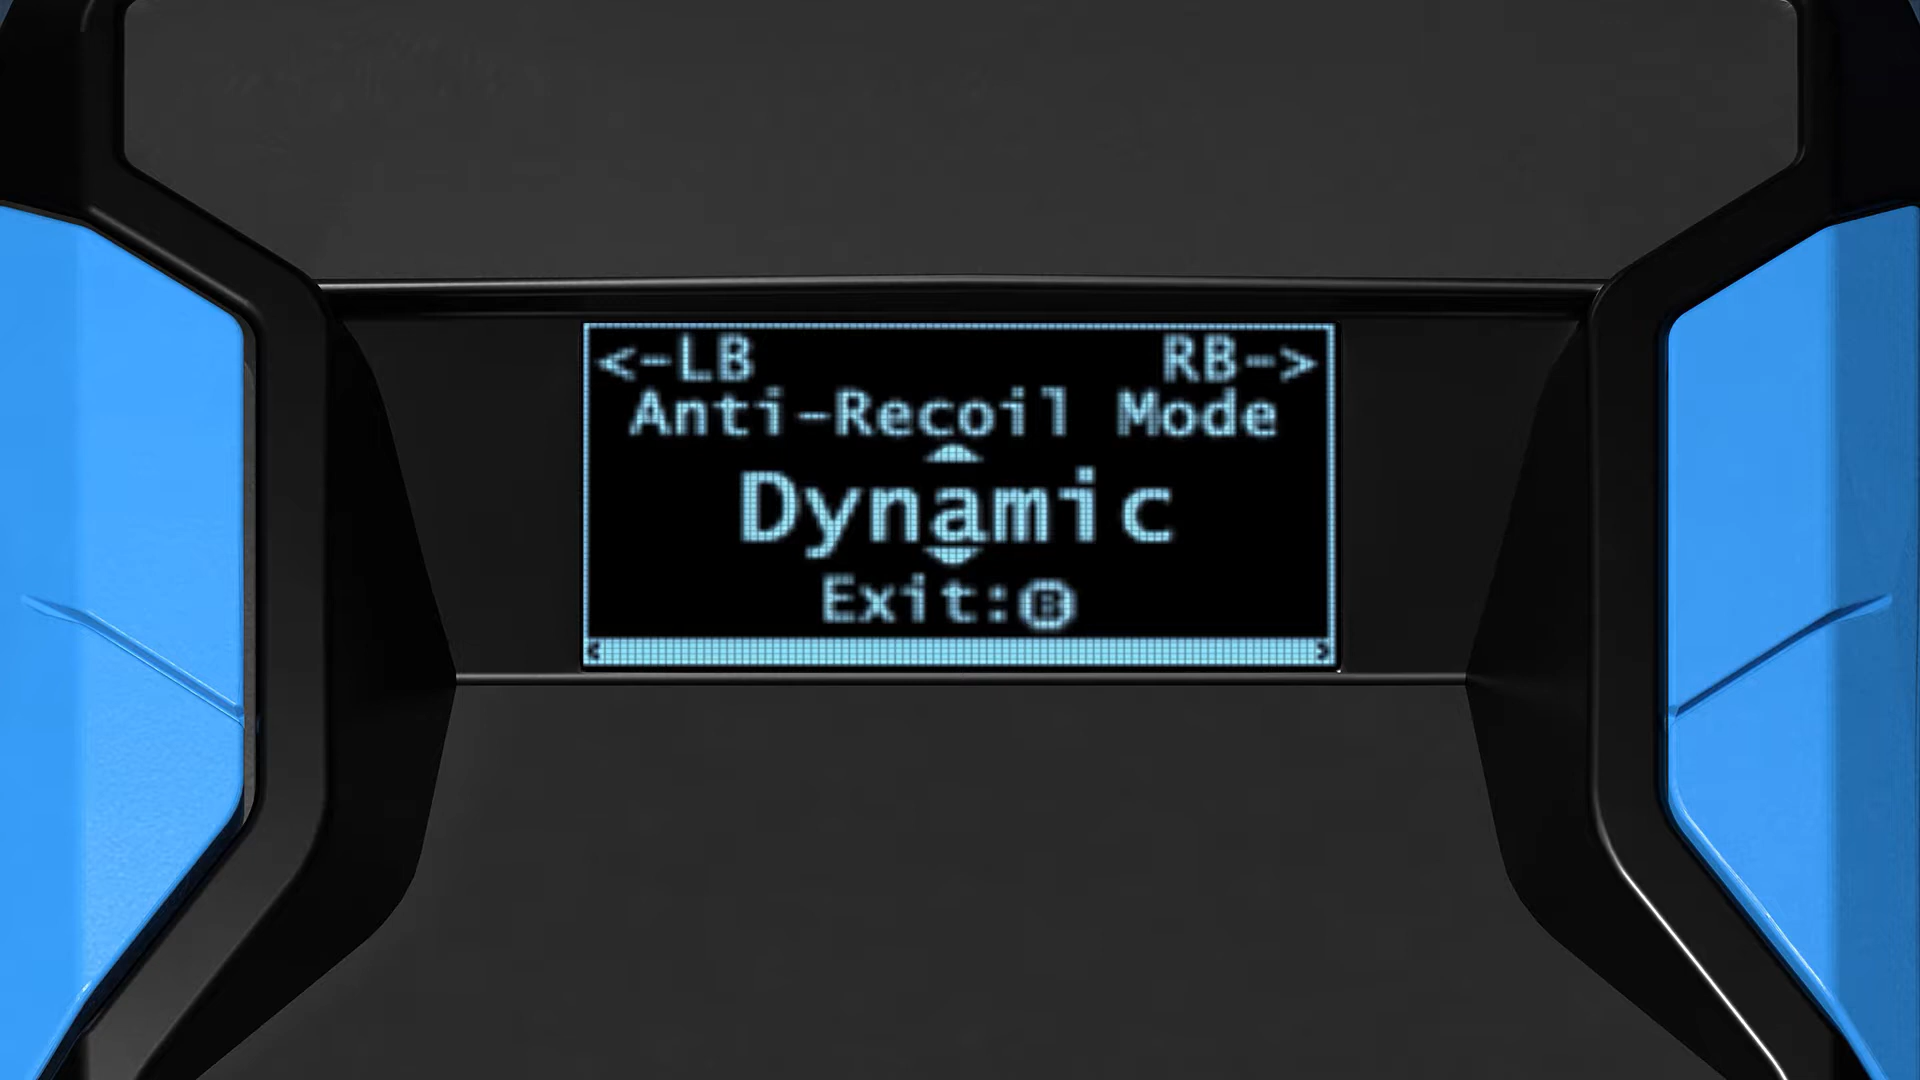 <-LB RB->
Anti-Recoil Mode
Dynamic
Exit:Ⓑ
< >